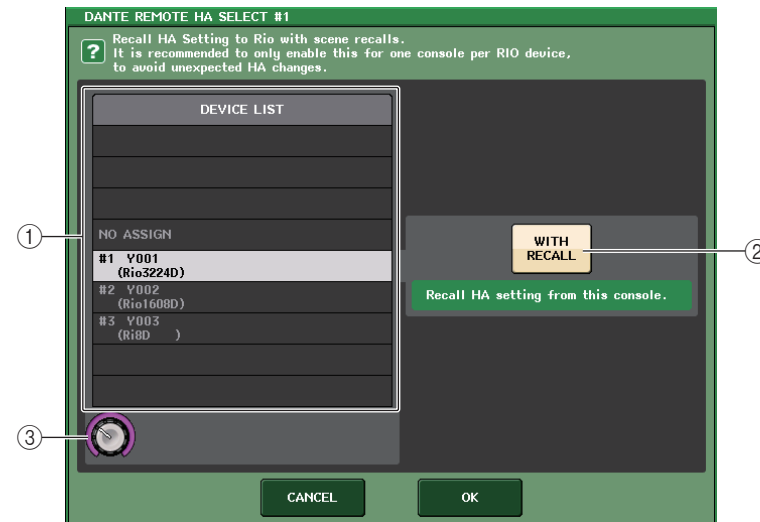 DANTE REMOTE HA SELECT #1
?
Recall HA Setting to Rio with scene recalls.
It is recommended to only enable this for one console per RIO device,
to avoid unexpected HA changes.
DEVICE LIST
NO ASSIGN
#1 Y001
(Rio3224D)
#2 Y002
(Rio1608D)
#3 Y003
(Ri8D )
WITH
RECALL
Recall HA setting from this console.
CANCEL
OK
①
②
③